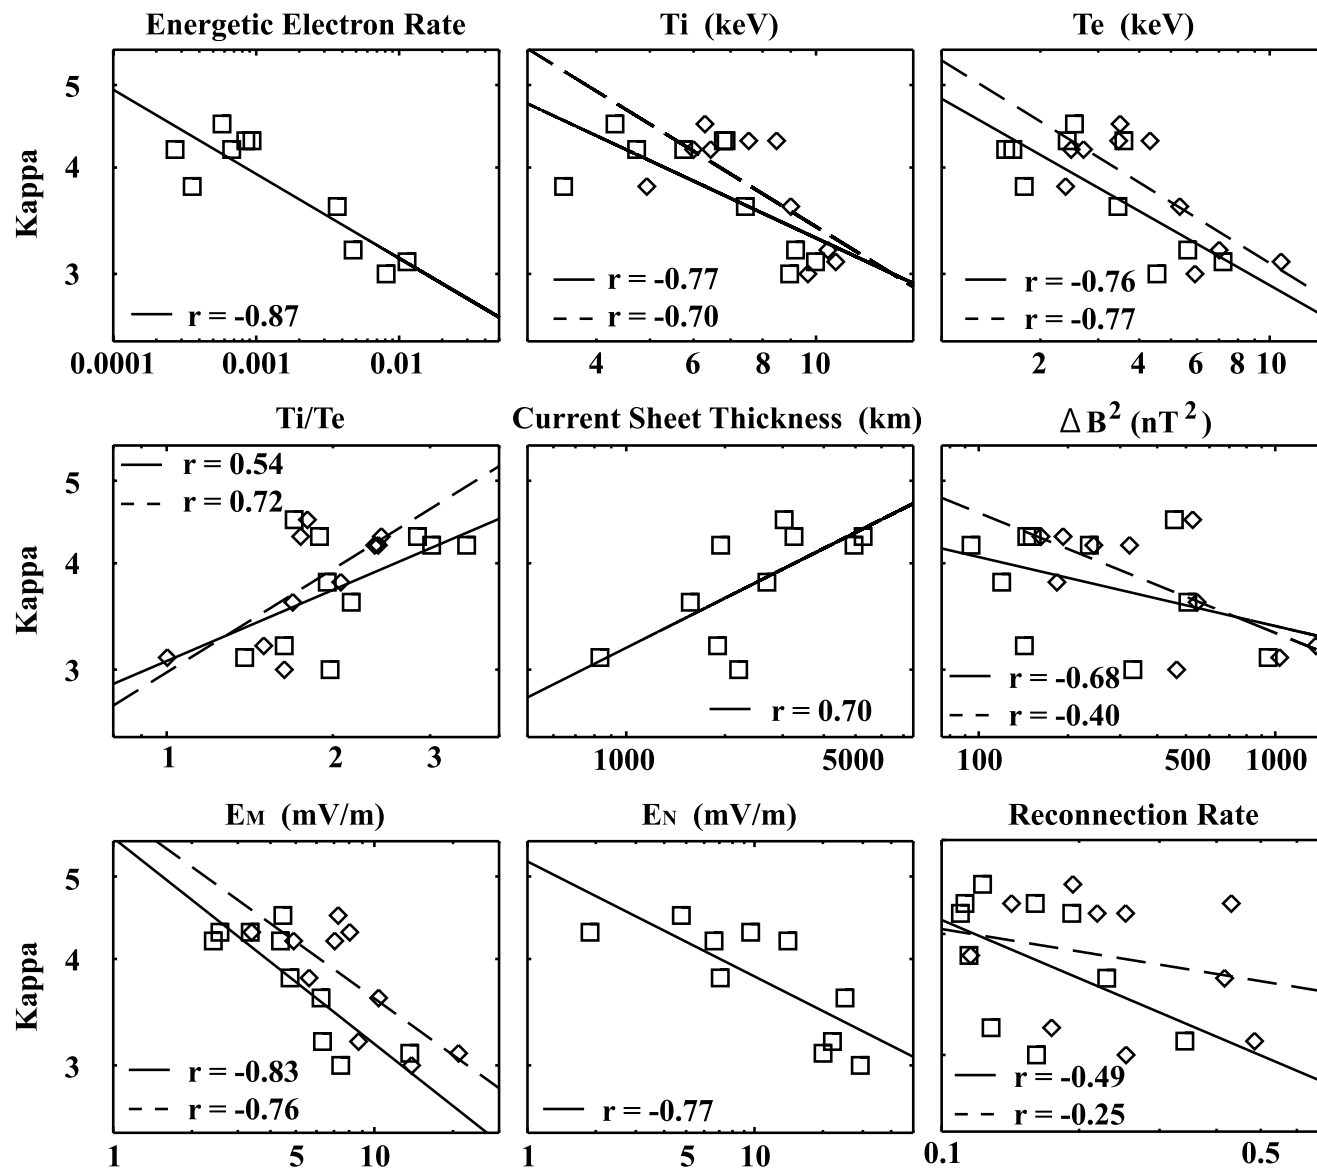 Energetic Electron Rate
Ti (keV)
Te (keV)
Kappa
5
4
3
r = -0.87
r = -0.77
r = -0.70
r = -0.76
r = -0.77
0.0001
0.001
0.01
4
6
8
10
2
4
6
8
10
Ti/Te
Current Sheet Thickness (km)
Δ B² (nT²)
Kappa
5
4
3
r = 0.54
r = 0.72
r = 0.70
r = -0.68
r = -0.40
1
2
3
1000
5000
100
500
1000
EM (mV/m)
EN (mV/m)
Reconnection Rate
Kappa
5
4
3
r = -0.83
r = -0.76
r = -0.77
r = -0.49
r = -0.25
1
5
10
1
5
10
0.1
0.5